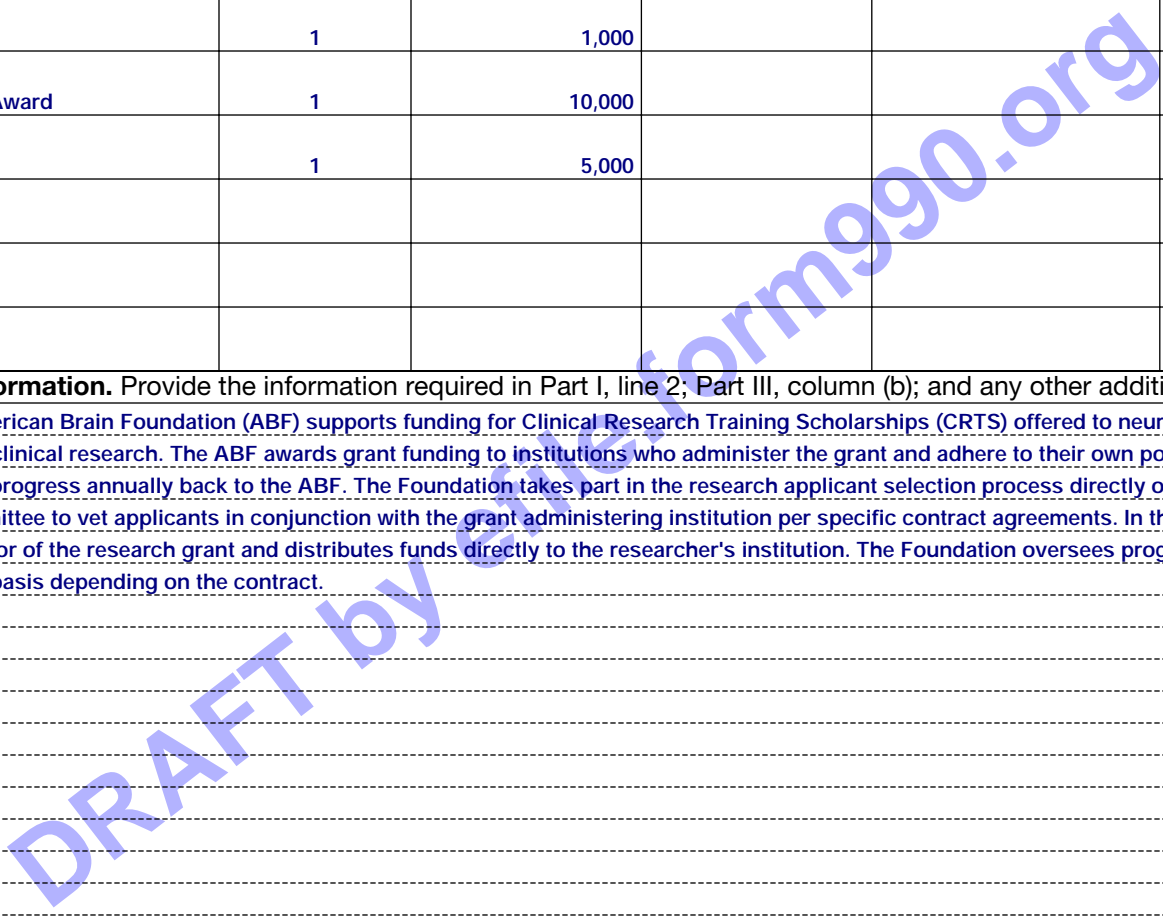 1 1,000
Award 1 10,000
1 5,000
ormation. Provide the information required in Part I, line 2; Part III, column (b); and any other additi
erican Brain Foundation (ABF) supports funding for Clinical Research Training Scholarships (CRTS) offered to neur
clinical research. The ABF awards grant funding to institutions who administer the grant and adhere to their own po
progress annually back to the ABF. The Foundation takes part in the research applicant selection process directly o
ittee to vet applicants in conjunction with the grant administering institution per specific contract agreements. In th
or of the research grant and distributes funds directly to the researcher's institution. The Foundation oversees prog
basis depending on the contract.
DRAFT by efile.form990.org